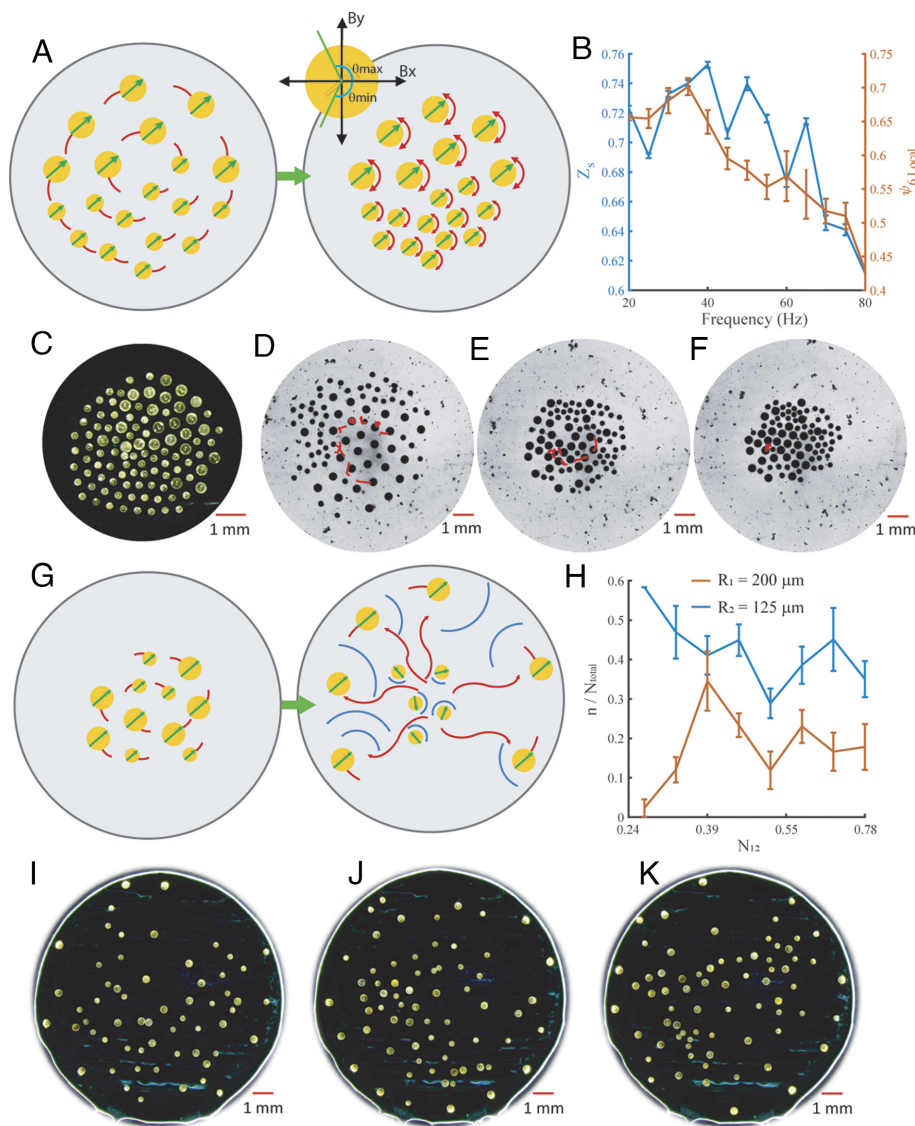 A
By
Bx
θmax
θmin
B
0.76
0.74
0.72
0.7
0.68
0.66
0.64
0.62
0.6
Zs
0.75
0.7
0.65
0.6
0.55
0.5
0.45
0.4
ψ6 Local
20
40
60
80
Frequency (Hz)
C
1 mm
D
1 mm
E
1 mm
F
1 mm
G
H
R1 = 200 µm
R2 = 125 µm
0.6
0.5
0.4
0.3
0.2
0.1
0
n / Ntotal
0.24
0.39
0.55
0.78
N12
I
1 mm
J
1 mm
K
1 mm